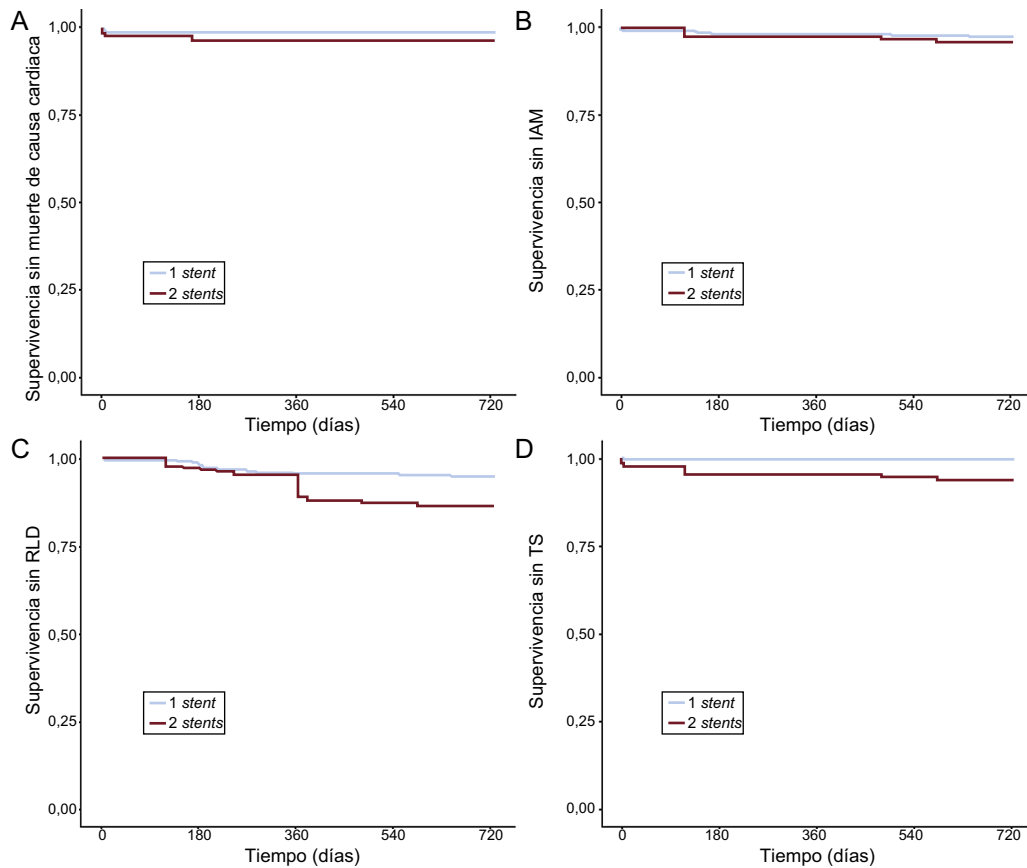 A
Supervivencia sin muerte de causa cardiaca
1,00
0,75
0,50
0,25
0,00
1 stent
2 stents
0
180
360
540
720
Tiempo (días)
B
Supervivencia sin IAM
1,00
0,75
0,50
0,25
0,00
1 stent
2 stents
0
180
360
540
720
Tiempo (días)
C
Supervivencia sin RLD
1,00
0,75
0,50
0,25
0,00
1 stent
2 stents
0
180
360
540
720
Tiempo (días)
D
Supervivencia sin TS
1,00
0,75
0,50
0,25
0,00
1 stent
2 stents
0
180
360
540
720
Tiempo (días)